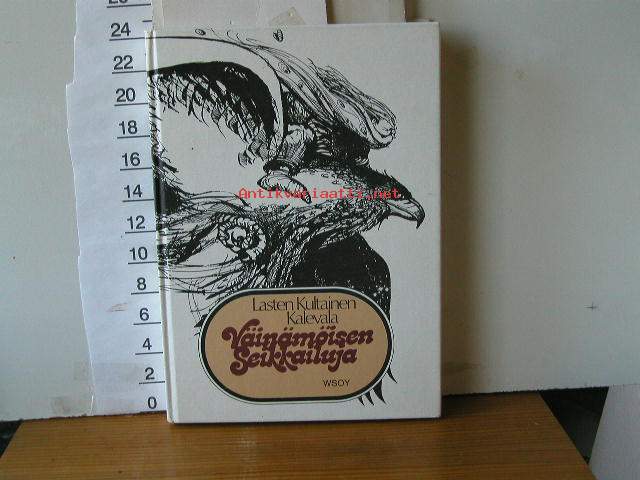 26
24
22
20
18
16
14
12
10
8
6
4
2
0
Antikvariaatti.net
Lasten Kultainen
Kalevala
Väinämöisen
Seikkailuja
WSOY